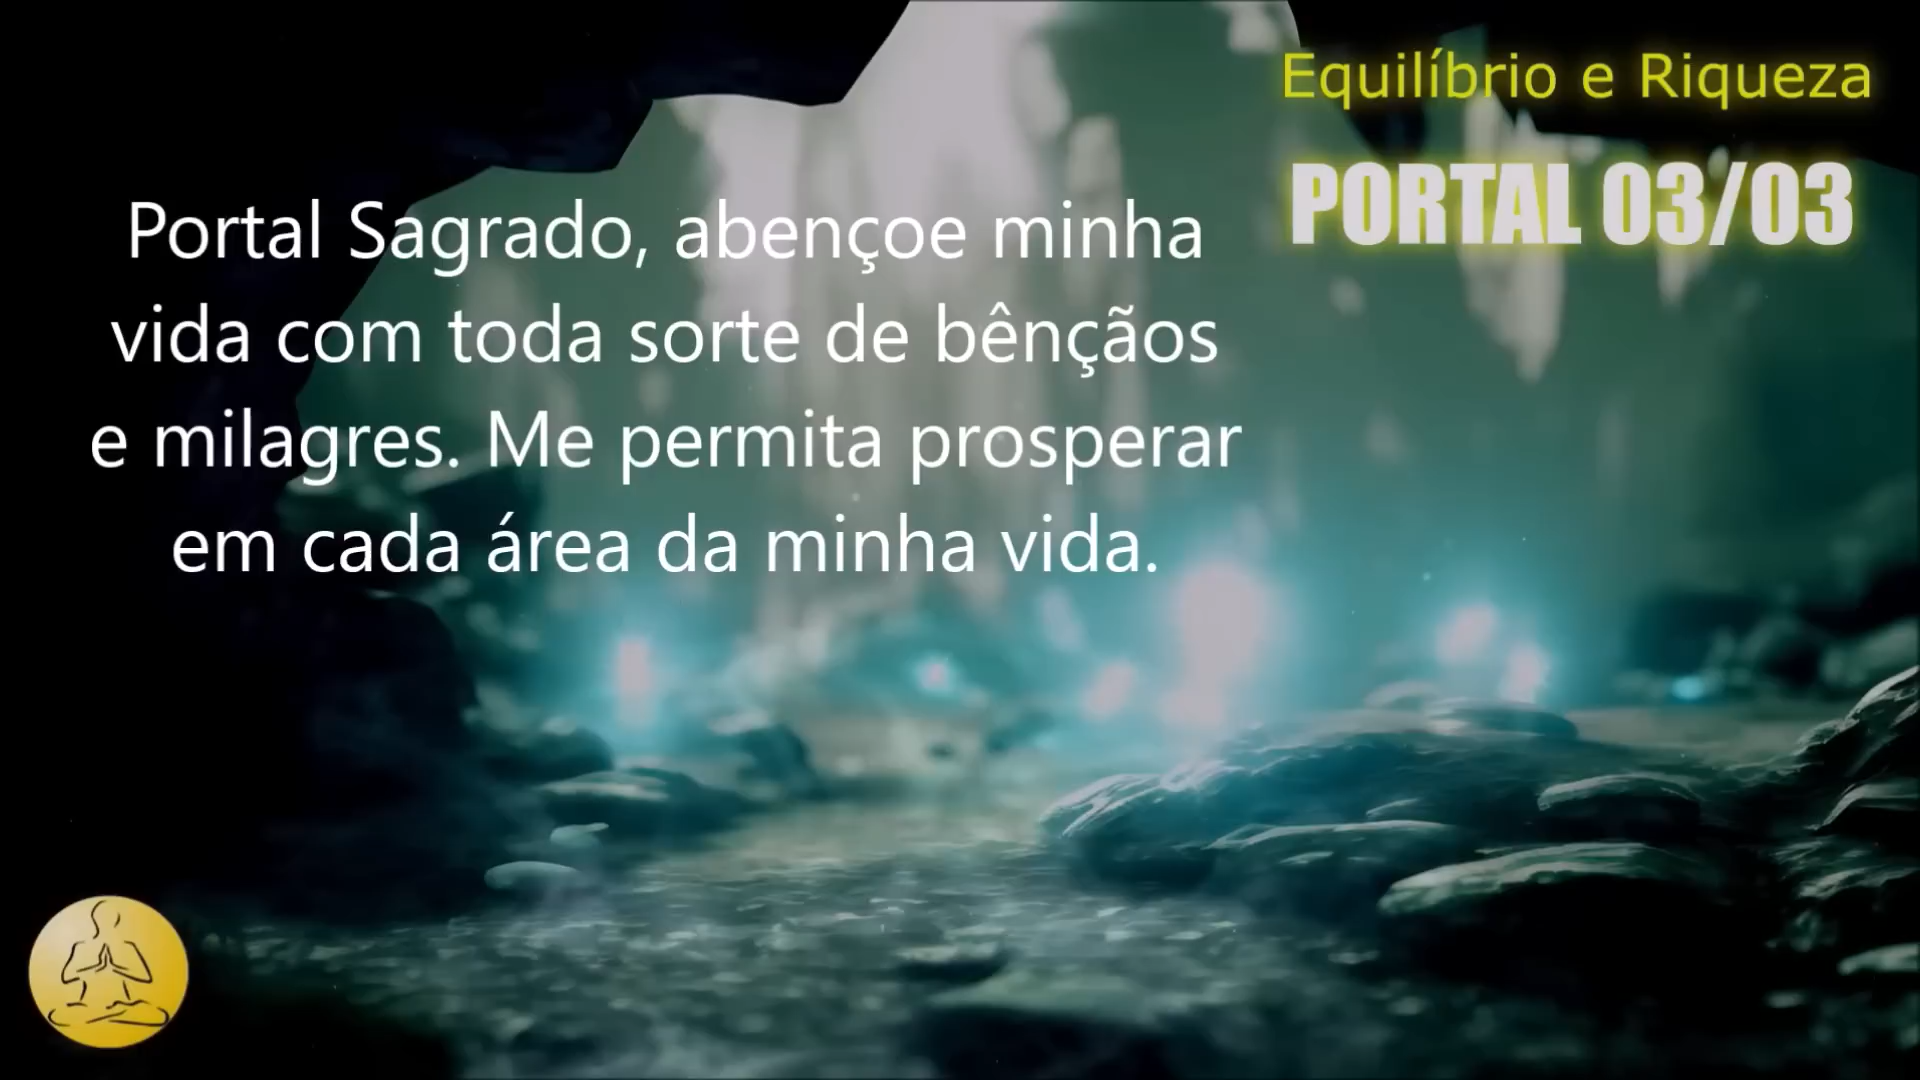 Equilíbrio e Riqueza
PORTAL 03/03
Portal Sagrado, abençoe minha
vida com toda sorte de bênçãos
e milagres. Me permita prosperar
em cada área da minha vida.